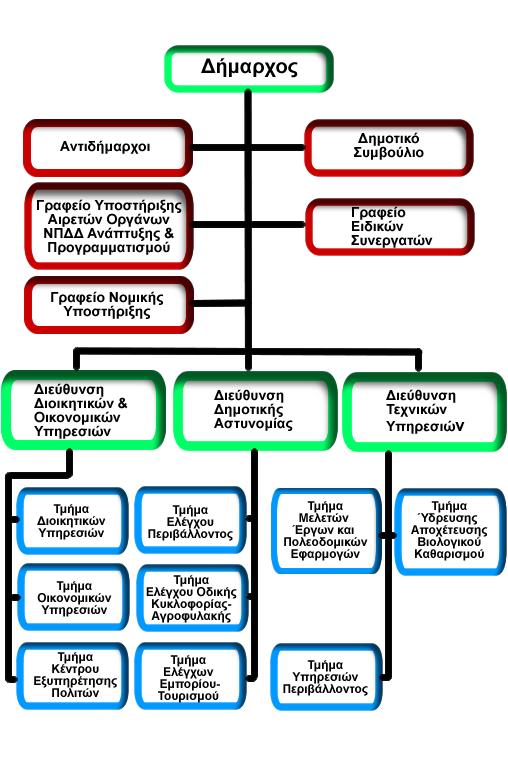 Δήμαρχος
Αντιδήμαρχοι
Δημοτικό
Συμβούλιο
Γραφείο Υποστήριξης
Αιρετών Οργάνων
ΝΠΔΔ Ανάπτυξης &
Προγραμματισμού
Γραφείο
Ειδικών
Συνεργατών
Γραφείο Νομικής
Υποστήριξης
Διεύθυνση
Διοικητικών &
Οικονομικών
Υπηρεσιών
Διεύθυνση
Δημοτικής
Αστυνομίας
Διεύθυνση
Τεχνικών
Υπηρεσιών
Τμήμα
Διοικητικών
Υπηρεσιών
Τμήμα
Ελέγχου
Περιβάλλοντος
Τμήμα
Μελετών
Έργων και
Πολεοδομικών
Εφαρμογών
Τμήμα
Ύδρευσης
Αποχέτευσης
Βιολογικού
Καθαρισμού
Τμήμα
Οικονομικών
Υπηρεσιών
Τμήμα
Ελέγχου Οδικής
Κυκλοφορίας-
Αγροφυλακής
Τμήμα
Κέντρου
Εξυπηρέτησης
Πολιτών
Τμήμα
Ελέγχων
Εμπορίου-
Τουρισμού
Τμήμα
Υπηρεσιών
Περιβάλλοντος